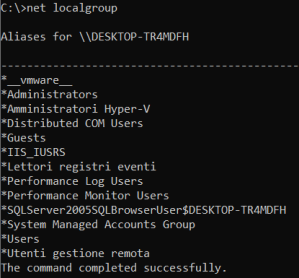 C:\>net localgroup
Aliases for \\DESKTOP-TR4MDFH
-------------------------------------------
*__vmware__
*Administrators
*Amministratori Hyper-V
*Distributed COM Users
*Guests
*IIS_IUSRS
*Lettori registri eventi
*Performance Log Users
*Performance Monitor Users
*SQLServer2005SQLBrowserUser$DESKTOP-TR4MDFH
*System Managed Accounts Group
*Users
*Utenti gestione remota
The command completed successfully.